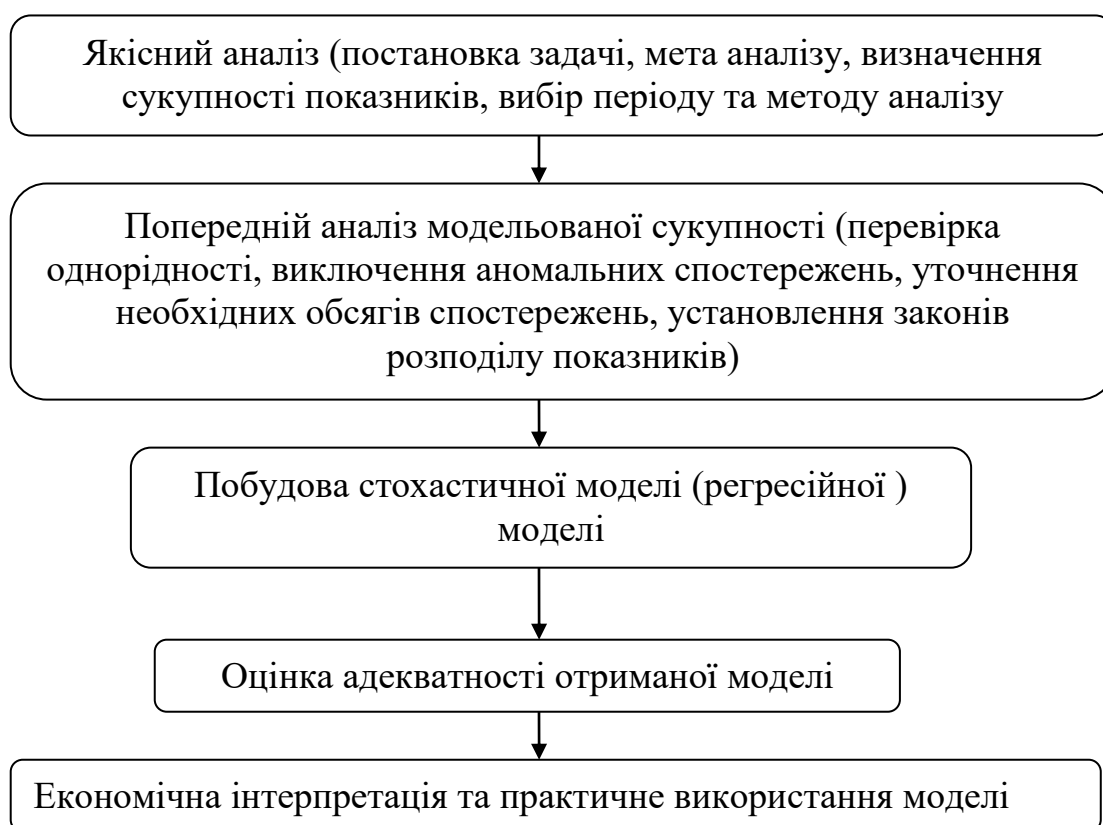 Якісний аналіз (постановка задачі, мета аналізу, визначення
сукупності показників, вибір періоду та методу аналізу
Попередній аналіз модельованої сукупності (перевірка
однорідності, виключення аномальних спостережень, уточнення
необхідних обсягів спостережень, установлення законів
розподілу показників)
Побудова стохастичної моделі (регресійної )
моделі
Оцінка адекватності отриманої моделі
Економічна інтерпретація та практичне використання моделі